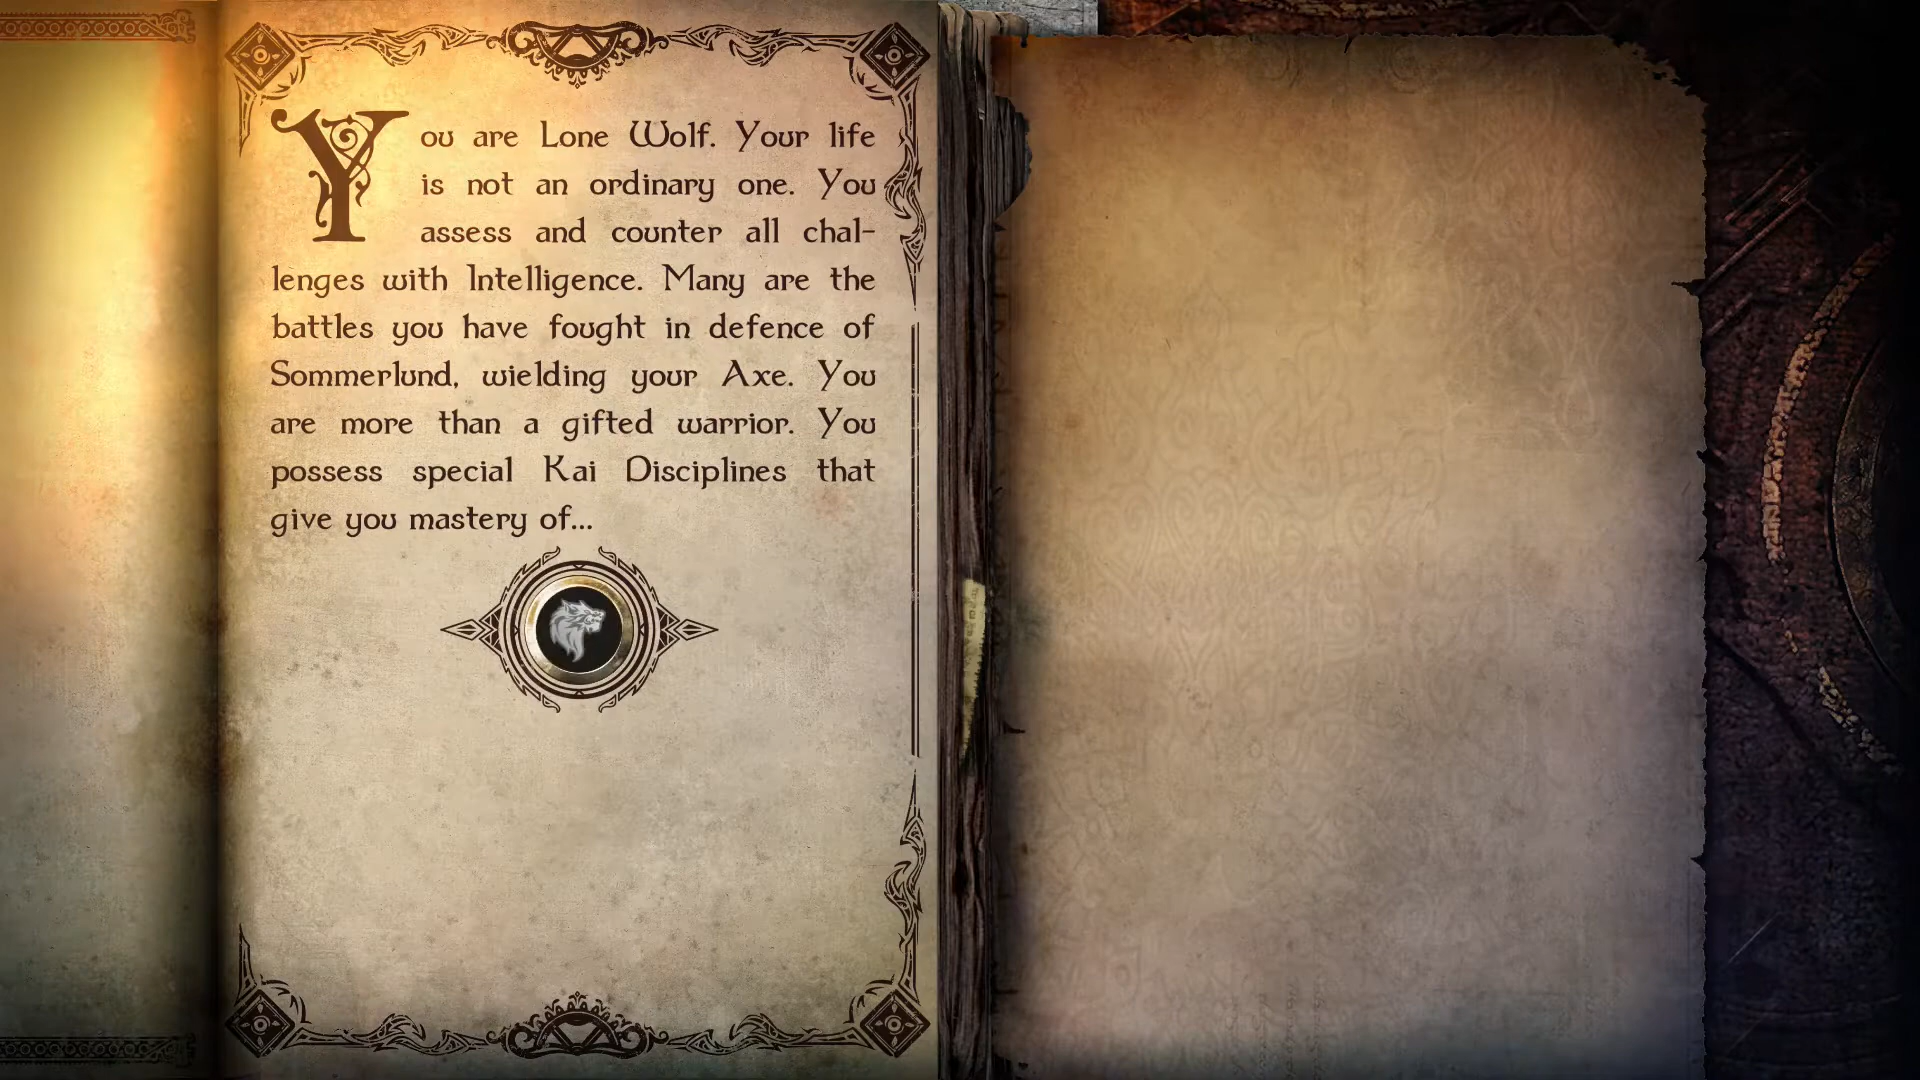 You are Lone Wolf. Your life
is not an ordinary one. You
assess and counter all chal-
lenges with Intelligence. Many are the
battles you have fought in defence of
Sommerlund, wielding your Axe. You
are more than a gifted warrior. You
possess special Kai Disciplines that
give you mastery of...